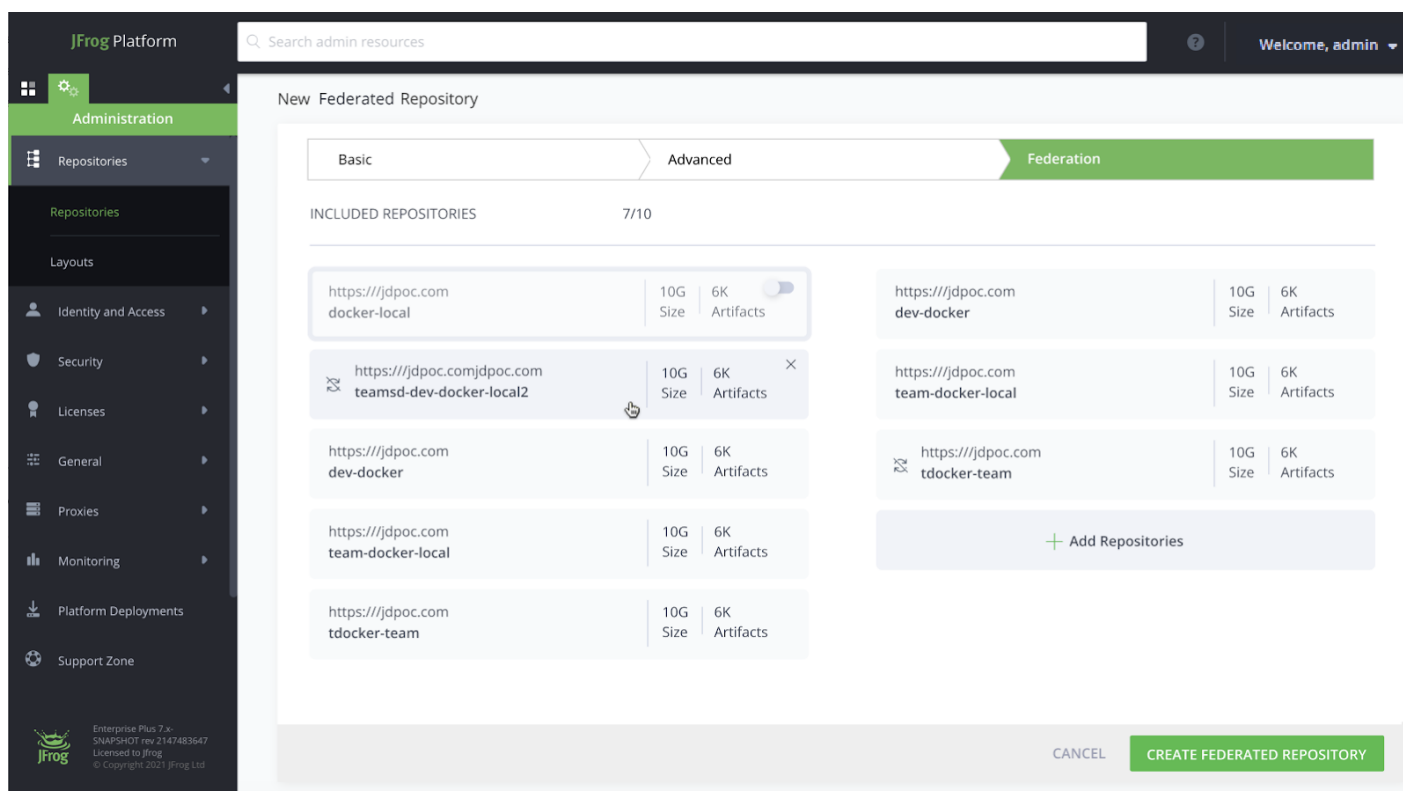 JFrog Platform
Search admin resources
?
Welcome, admin
Administration
Repositories
Repositories
Layouts
Identity and Access
Security
Licenses
General
Proxies
Monitoring
Platform Deployments
Support Zone
JFrog
Enterprise Plus 7.x-
SNAPSHOT rev 2147483647
Licensed to Jfrog
© Copyright 2021 JFrog Ltd
New Federated Repository
Basic
Advanced
Federation
INCLUDED REPOSITORIES 7/10
https:///jdpoc.com 10G 6K
docker-local Size Artifacts
https:///jdpoc.comjdpoc.com 10G 6K
teamsd-dev-docker-local2 Size Artifacts
https:///jdpoc.com 10G 6K
dev-docker Size Artifacts
https:///jdpoc.com 10G 6K
team-docker-local Size Artifacts
https:///jdpoc.com 10G 6K
tdocker-team Size Artifacts
https:///jdpoc.com 10G 6K
dev-docker Size Artifacts
https:///jdpoc.com 10G 6K
team-docker-local Size Artifacts
https:///jdpoc.com 10G 6K
tdocker-team Size Artifacts
+ Add Repositories
CANCEL
CREATE FEDERATED REPOSITORY